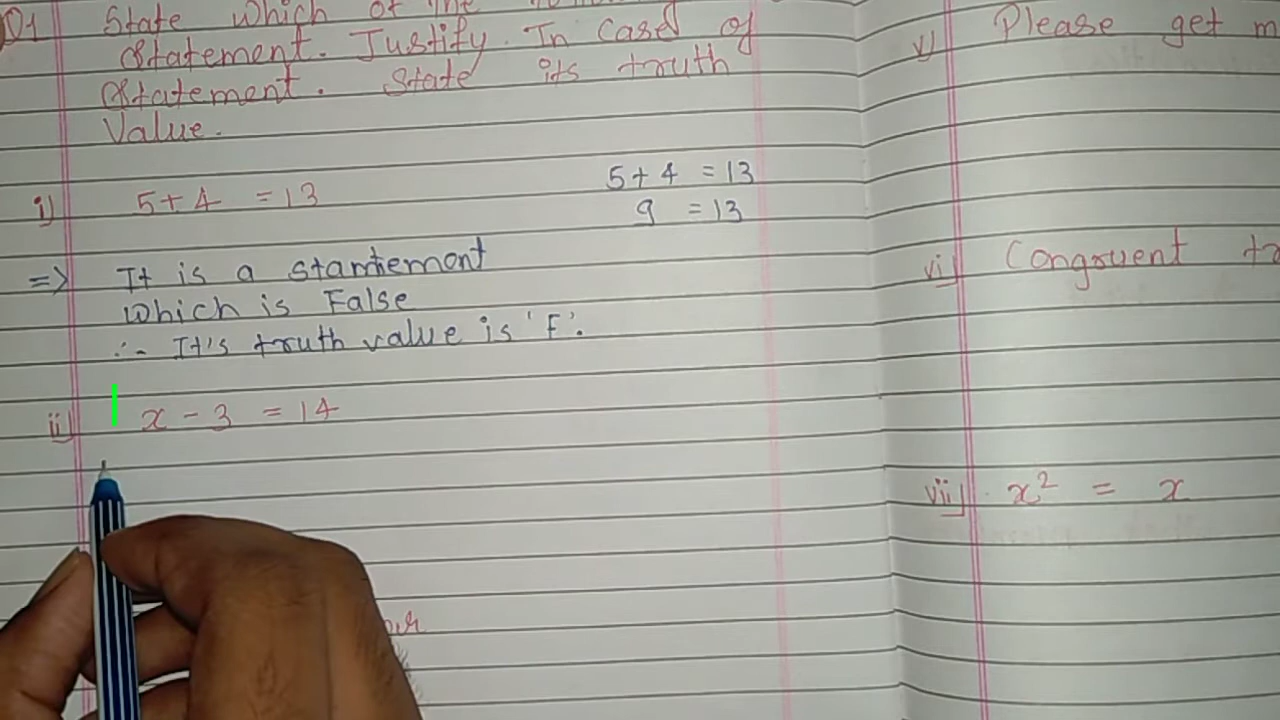 Q1 State which of the
Statement. Justify. In Case of
Statement. State its truth
Value.
i) 5+4 = 13
5+4 = 13
9 = 13
=> It is a stamtement
which is False
∴ It's truth value is 'F'.
ii) x - 3 = 14
v) Please get m
vi) Congruent tr
vii) x² = x